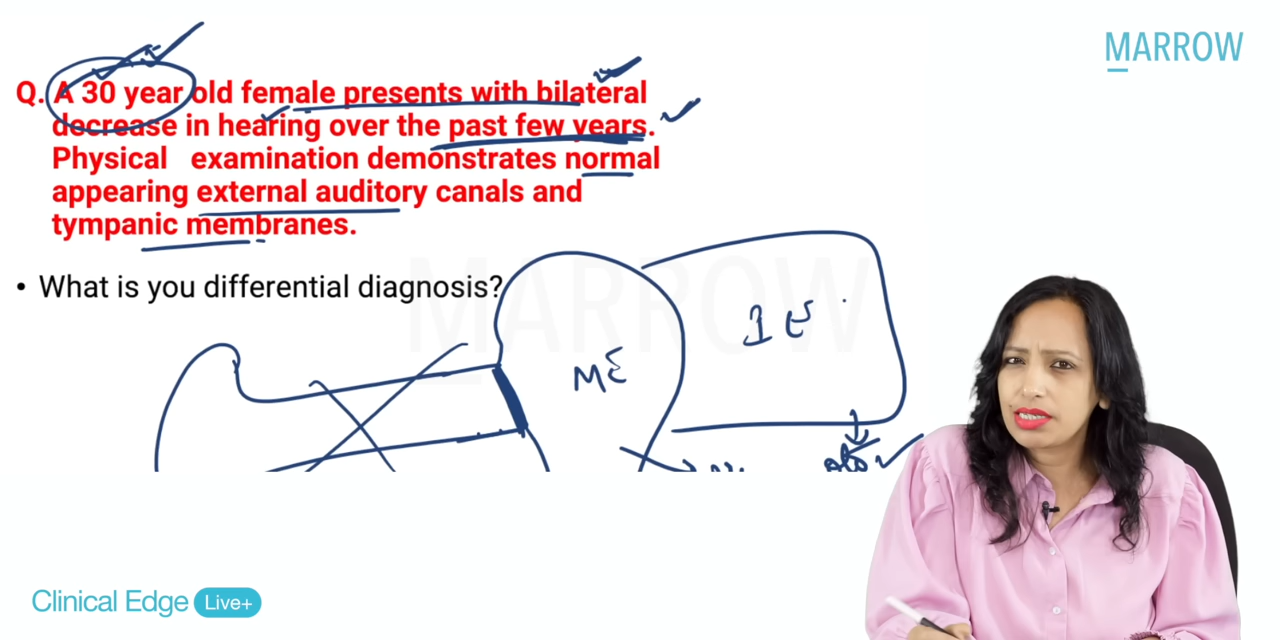 MARROW
Q. A 30 year old female presents with bilateral
decrease in hearing over the past few years.
Physical examination demonstrates normal
appearing external auditory canals and
tympanic membranes.
• What is you differential diagnosis?
MARROW
ME
IE
Clinical Edge Live+